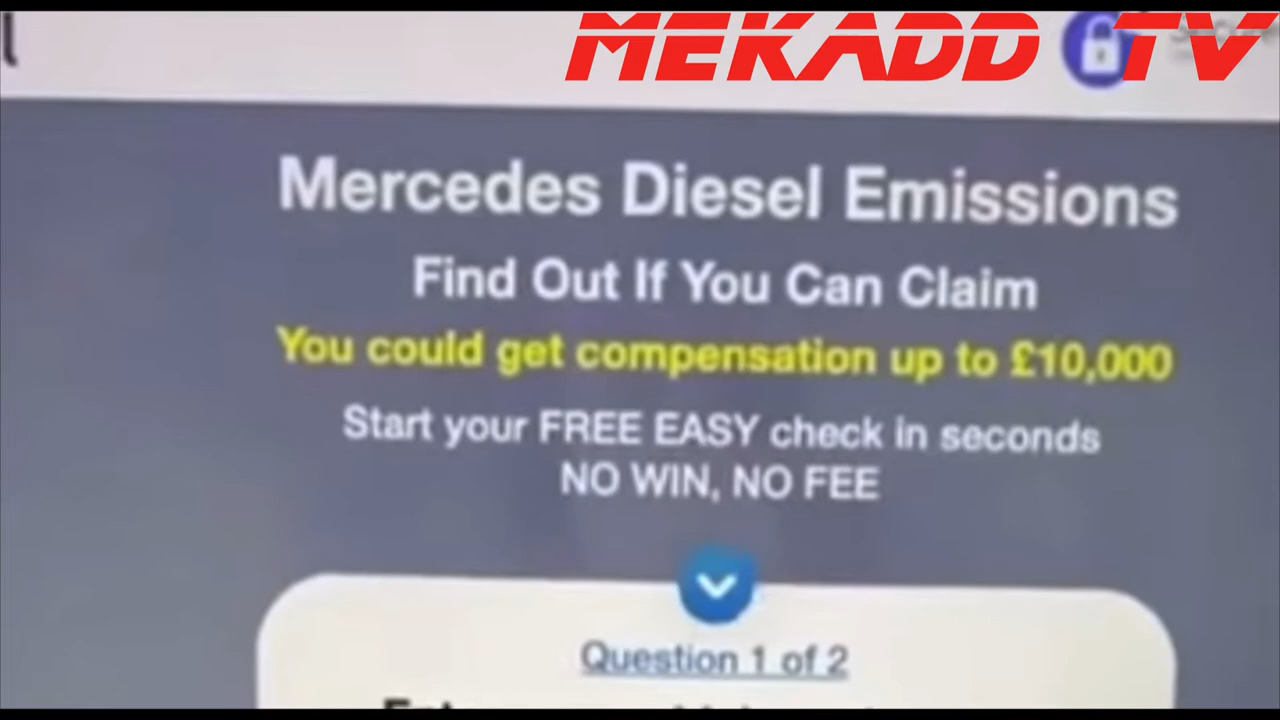 MEKADD TV
Mercedes Diesel Emissions
Find Out If You Can Claim
You could get compensation up to £10,000
Start your FREE EASY check in seconds
NO WIN, NO FEE
Question 1 of 2